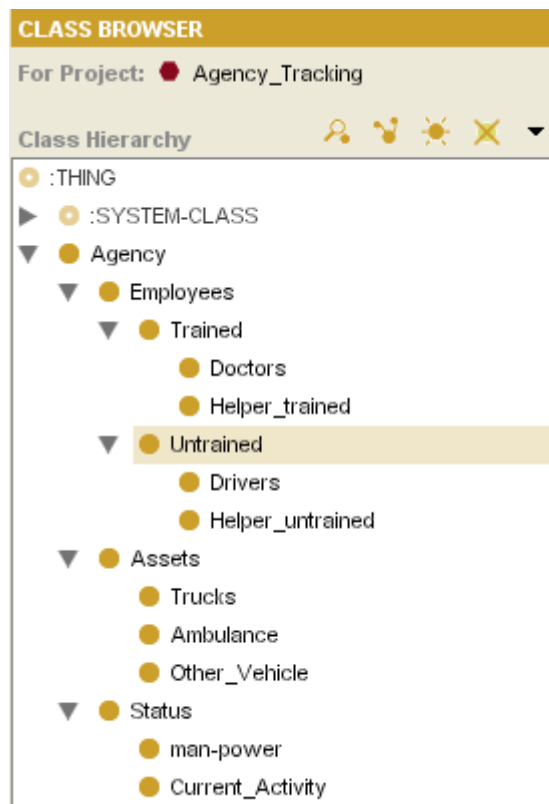 CLASS BROWSER
For Project: Agency_Tracking
Class Hierarchy
:THING
:SYSTEM-CLASS
Agency
Employees
Trained
Doctors
Helper_trained
Untrained
Drivers
Helper_untrained
Assets
Trucks
Ambulance
Other_Vehicle
Status
man-power
Current_Activity